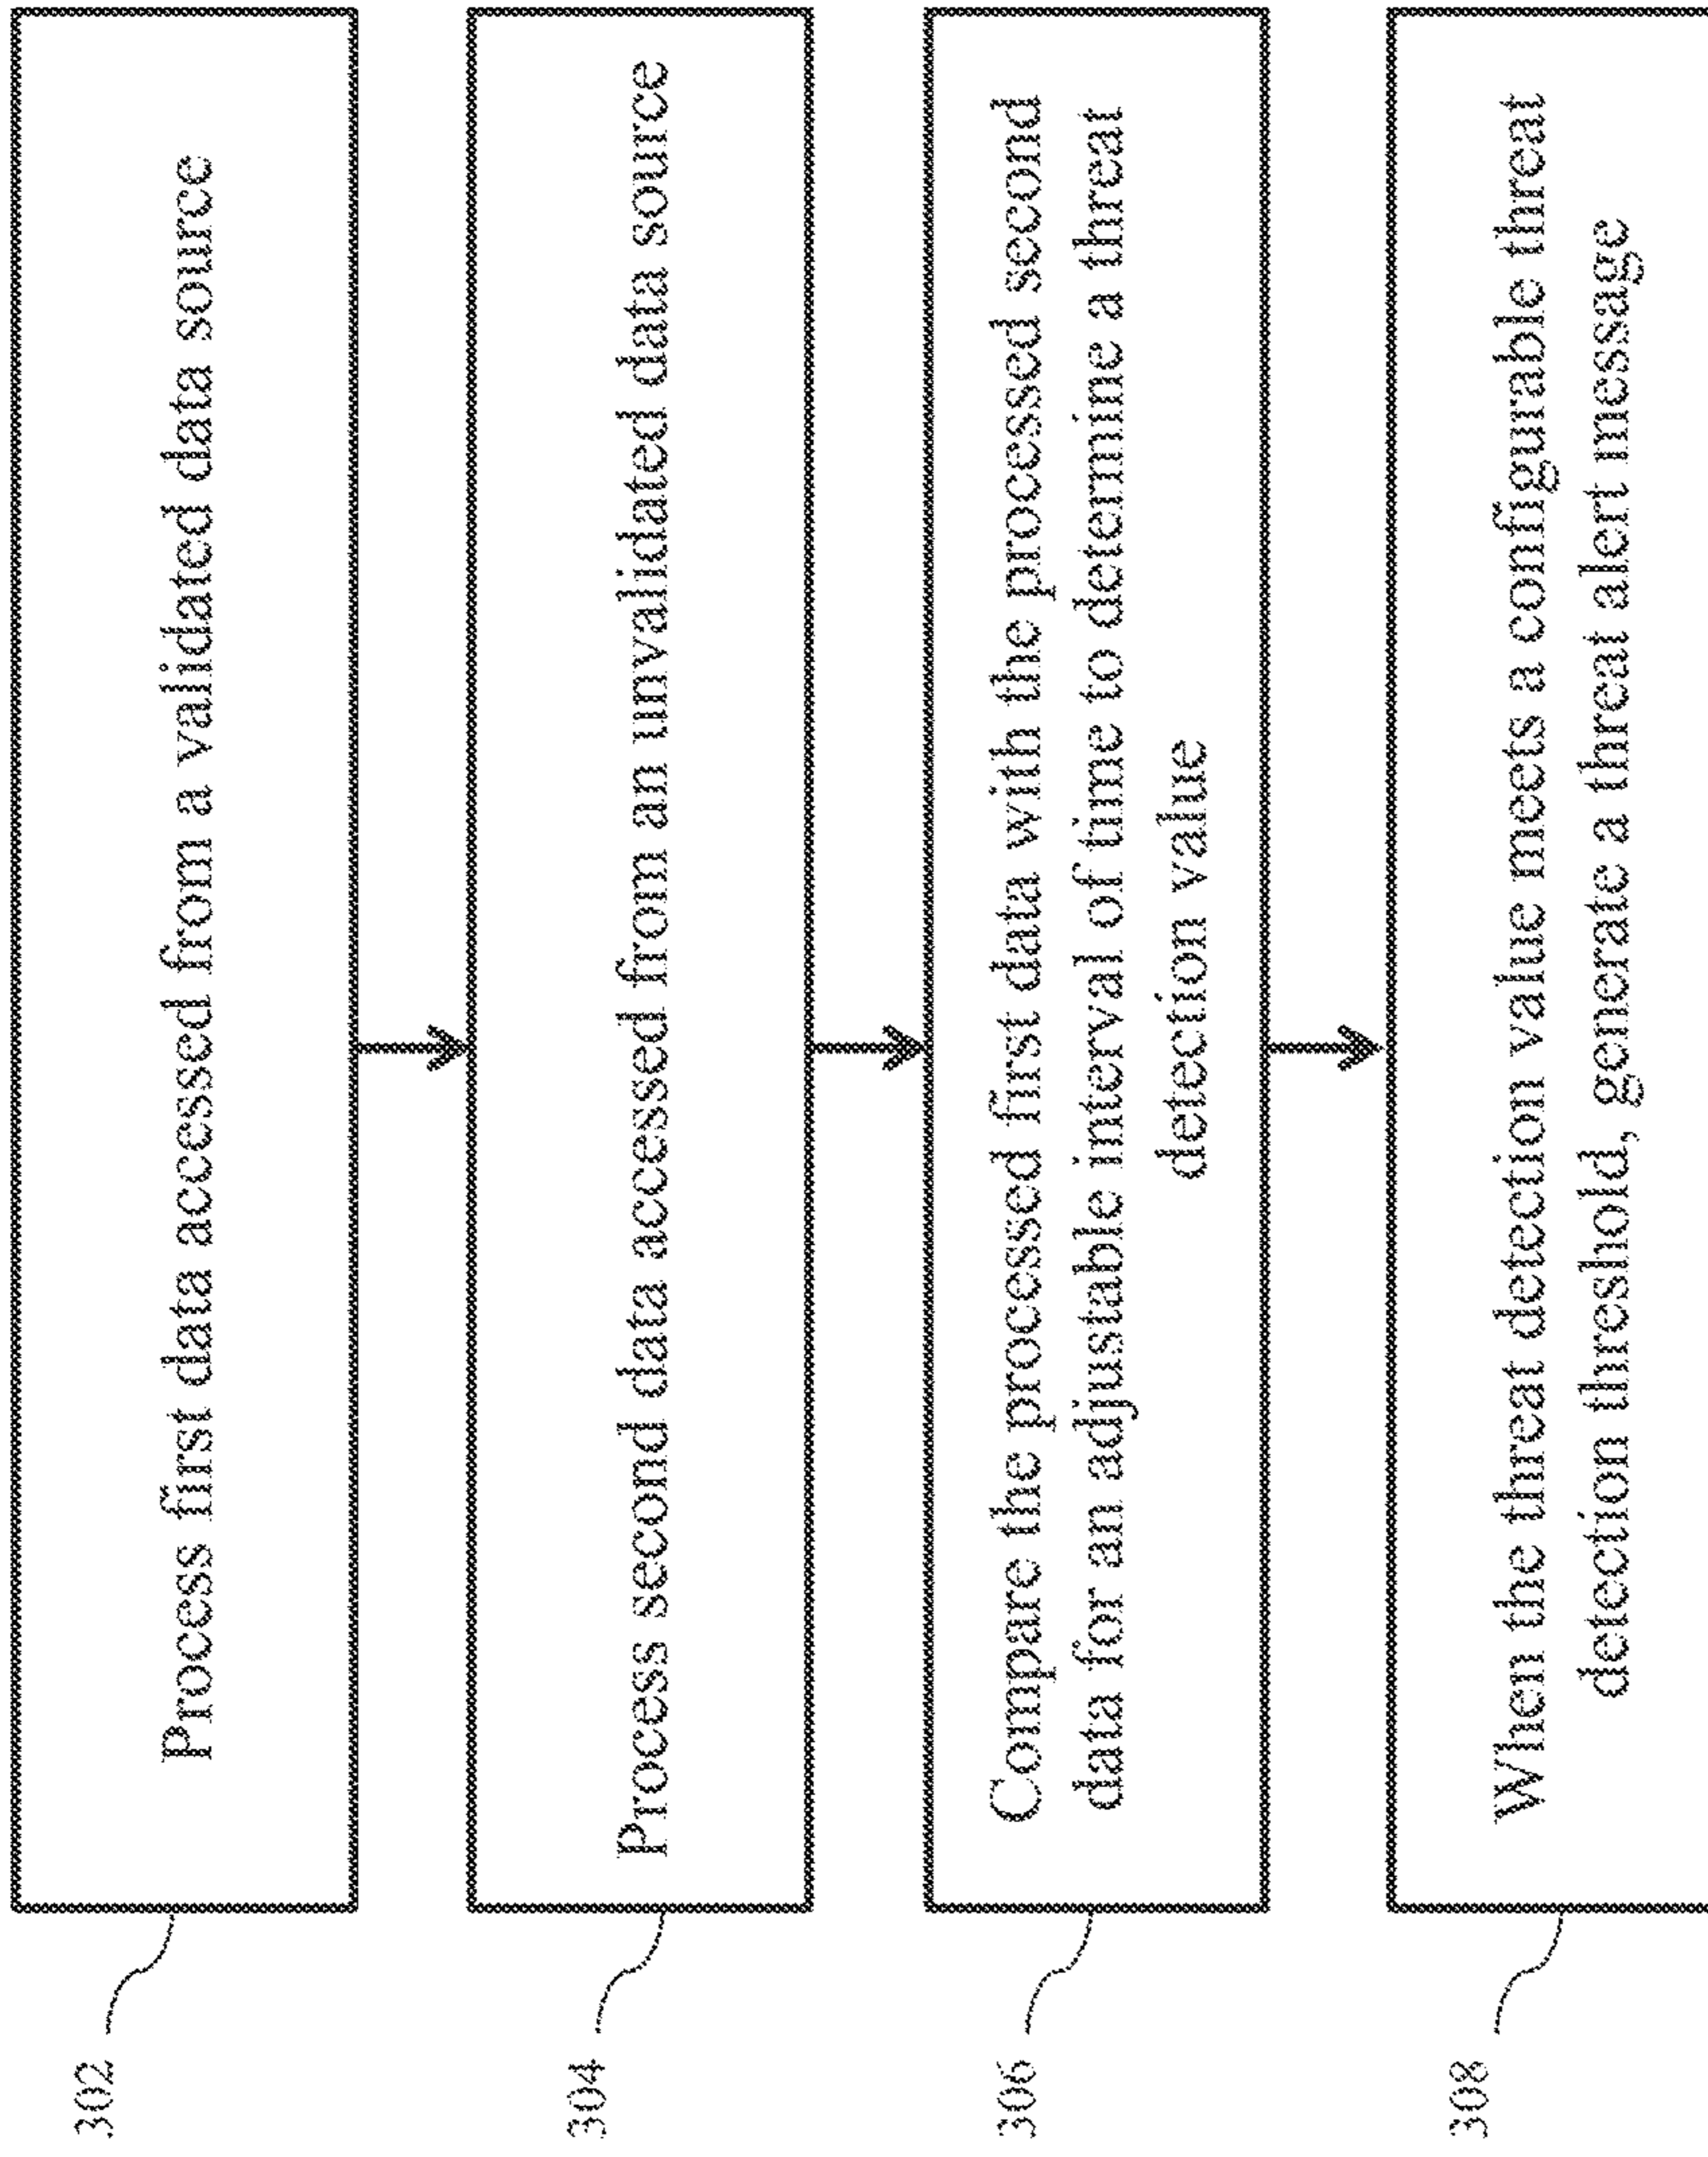 302
Process first data accessed from a validated data source
304
Process second data accessed from an unvalidated data source
306
Compare the processed first data with the processed second
data for an adjustable interval of time to determine a threat
detection value
308
When the threat detection value meets a configurable threat
detection threshold, generate a threat alert message